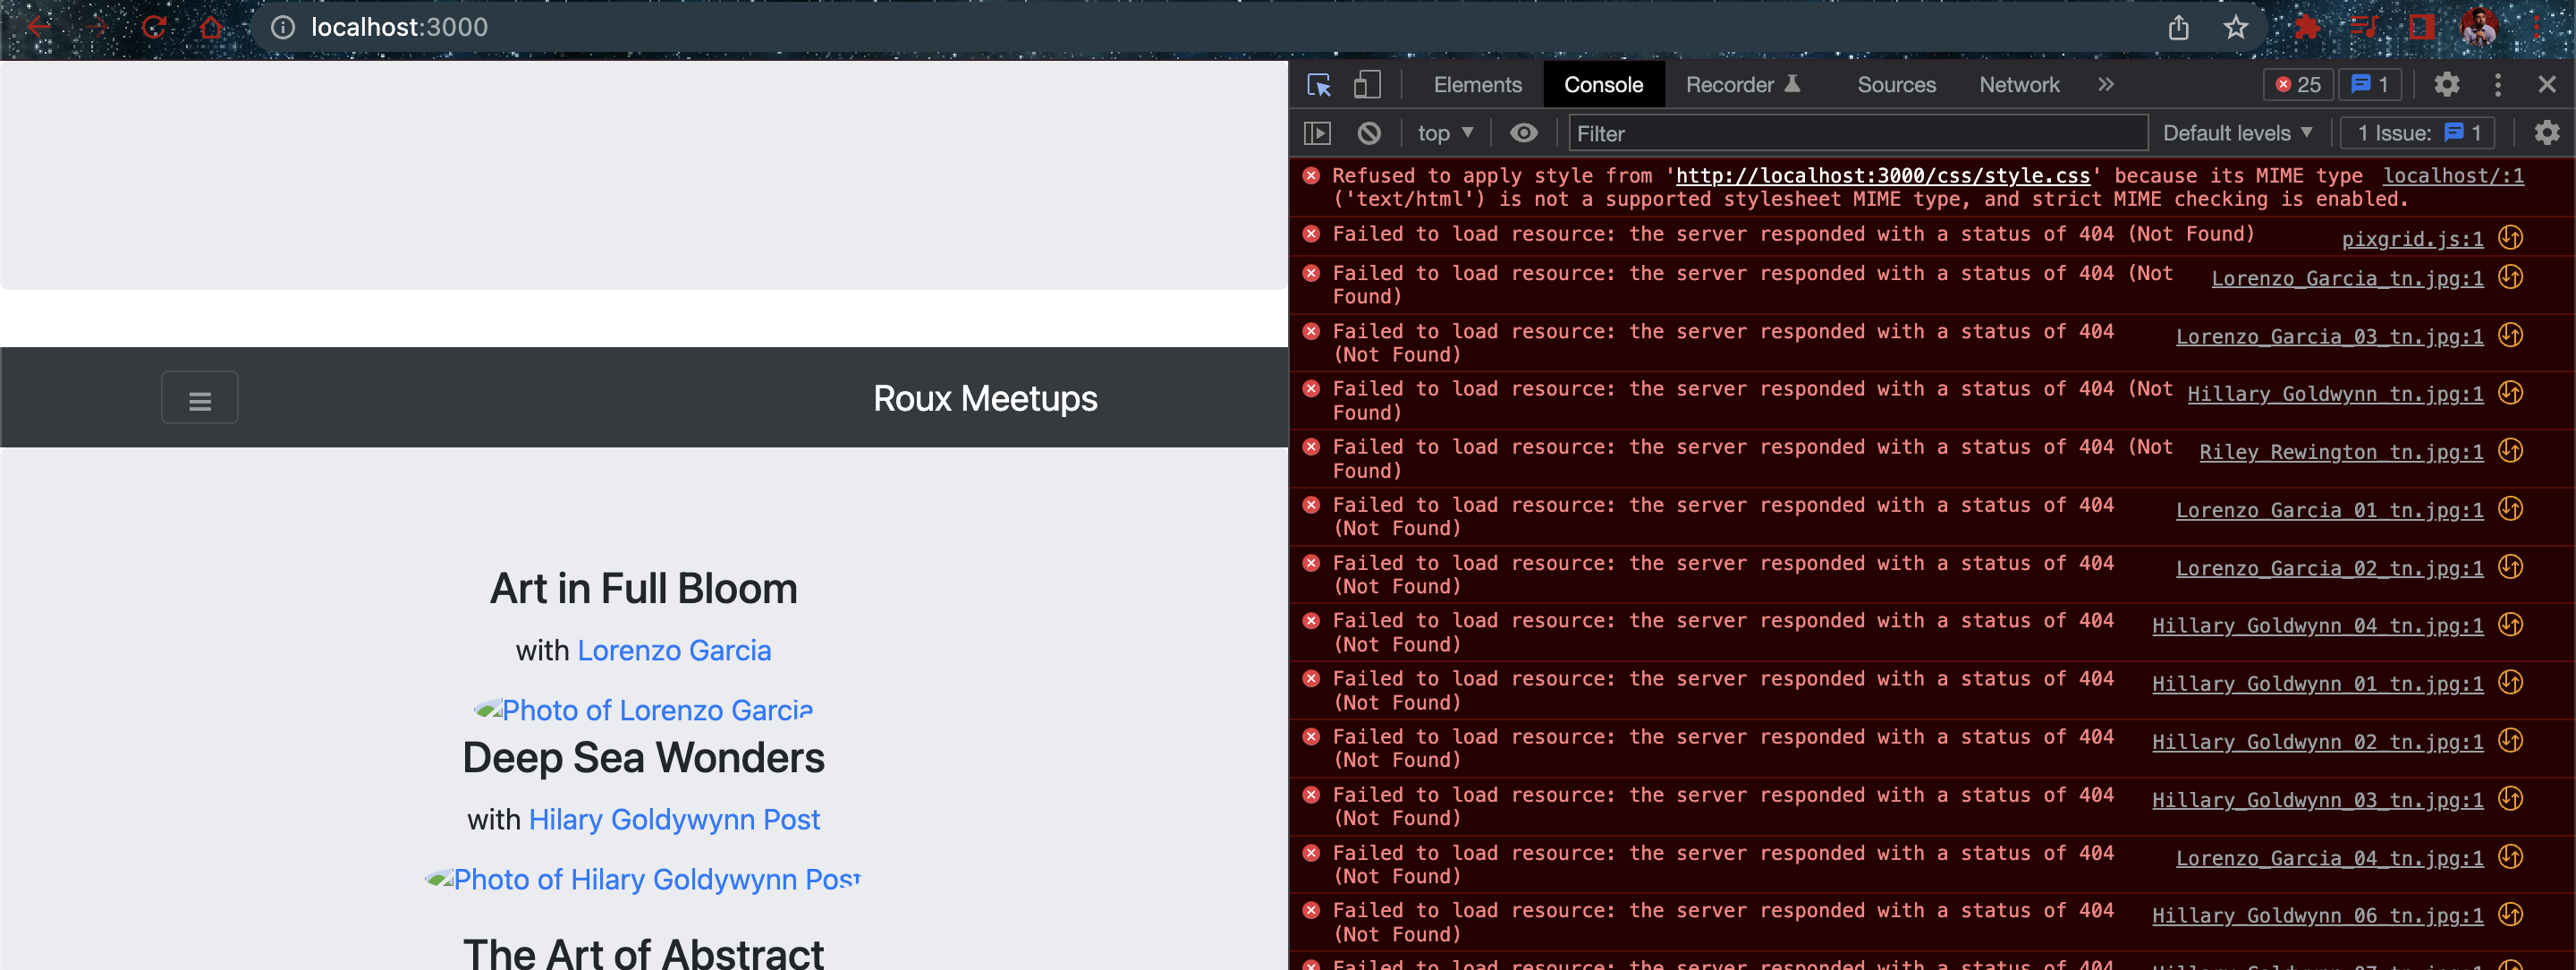 localhost:3000
Elements Console Recorder Sources Network 25 1
top Filter Default levels 1 Issue: 1
Roux Meetups
Art in Full Bloom
with Lorenzo Garcia
Photo of Lorenzo Garcia
Deep Sea Wonders
with Hilary Goldywynn Post
Photo of Hilary Goldywynn Post
The Art of Abstract
Refused to apply style from 'http://localhost:3000/css/style.css' because its MIME type localhost/:1
('text/html') is not a supported stylesheet MIME type, and strict MIME checking is enabled.
Failed to load resource: the server responded with a status of 404 (Not Found) pixgrid.js:1
Failed to load resource: the server responded with a status of 404 (Not Lorenzo_Garcia_tn.jpg:1
Found)
Failed to load resource: the server responded with a status of 404 Lorenzo_Garcia_03_tn.jpg:1
(Not Found)
Failed to load resource: the server responded with a status of 404 (Not Hillary_Goldwynn_tn.jpg:1
Found)
Failed to load resource: the server responded with a status of 404 (Not Riley_Rewington_tn.jpg:1
Found)
Failed to load resource: the server responded with a status of 404 Lorenzo_Garcia_01_tn.jpg:1
(Not Found)
Failed to load resource: the server responded with a status of 404 Lorenzo_Garcia_02_tn.jpg:1
(Not Found)
Failed to load resource: the server responded with a status of 404 Hillary_Goldwynn_04_tn.jpg:1
(Not Found)
Failed to load resource: the server responded with a status of 404 Hillary_Goldwynn_01_tn.jpg:1
(Not Found)
Failed to load resource: the server responded with a status of 404 Hillary_Goldwynn_02_tn.jpg:1
(Not Found)
Failed to load resource: the server responded with a status of 404 Hillary_Goldwynn_03_tn.jpg:1
(Not Found)
Failed to load resource: the server responded with a status of 404 Lorenzo_Garcia_04_tn.jpg:1
(Not Found)
Failed to load resource: the server responded with a status of 404 Hillary_Goldwynn_06_tn.jpg:1
(Not Found)
Failed to load resource: the server responded with a status of 404 Hillary_Goldwynn_07_tn.jpg:1